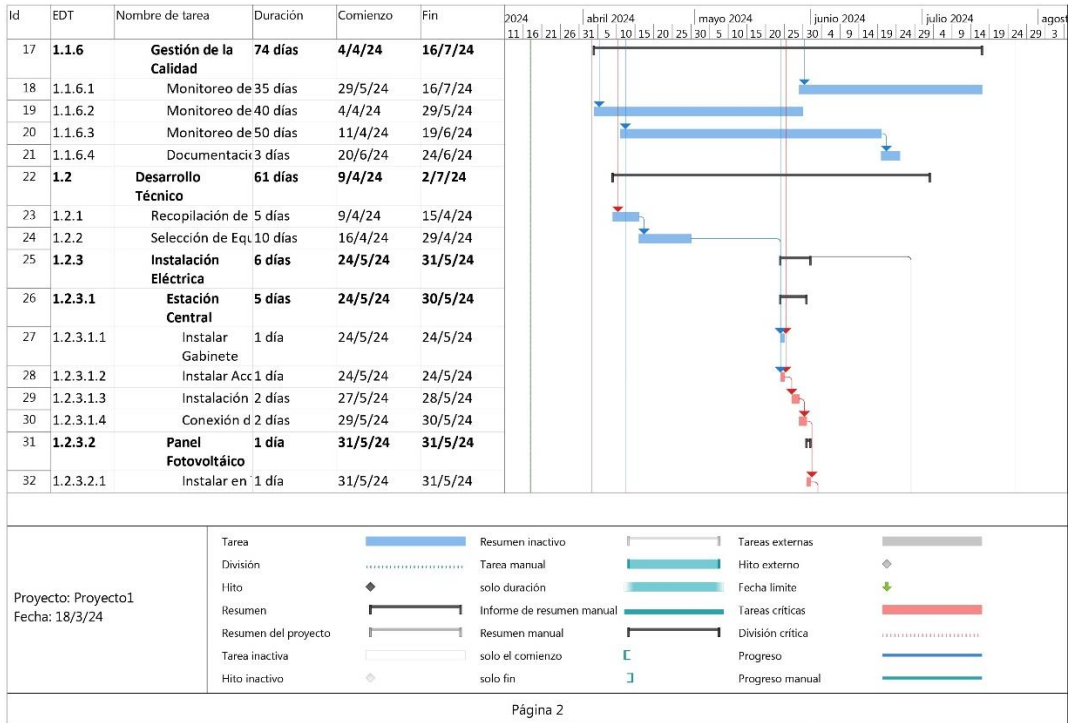 Id EDT Nombre de tarea Duración Comienzo Fin 2024 abril 2024 mayo 2024 junio 2024 julio 2024 agost
11 16 21 26 31 5 10 15 20 25 30 5 10 15 20 25 30 4 9 14 19 24 29 4 9 14 19 24 29 3
17 1.1.6 Gestión de la 74 días 4/4/24 16/7/24
Calidad
18 1.1.6.1 Monitoreo de 35 días 29/5/24 16/7/24
19 1.1.6.2 Monitoreo de 40 días 4/4/24 29/5/24
20 1.1.6.3 Monitoreo de 50 días 11/4/24 19/6/24
21 1.1.6.4 Documentacio 3 días 20/6/24 24/6/24
22 1.2 Desarrollo 61 días 9/4/24 2/7/24
Técnico
23 1.2.1 Recopilación de 5 días 9/4/24 15/4/24
24 1.2.2 Selección de Equ 10 días 16/4/24 29/4/24
25 1.2.3 Instalación 6 días 24/5/24 31/5/24
Eléctrica
26 1.2.3.1 Estación 5 días 24/5/24 30/5/24
Central
27 1.2.3.1.1 Instalar 1 día 24/5/24 24/5/24
Gabinete
28 1.2.3.1.2 Instalar Acc 1 día 24/5/24 24/5/24
29 1.2.3.1.3 Instalación 2 días 27/5/24 28/5/24
30 1.2.3.1.4 Conexión d 2 días 29/5/24 30/5/24
31 1.2.3.2 Panel 1 día 31/5/24 31/5/24
Fotovoltáico
32 1.2.3.2.1 Instalar en 1 día 31/5/24 31/5/24
Proyecto: Proyecto1
Fecha: 18/3/24
Tarea Resumen inactivo Tareas externas
División Tarea manual Hito externo
Hito solo duración Fecha límite
Resumen Informe de resumen manual Tareas críticas
Resumen del proyecto Resumen manual División crítica
Tarea inactiva solo el comienzo Progreso
Hito inactivo solo fin Progreso manual
Página 2